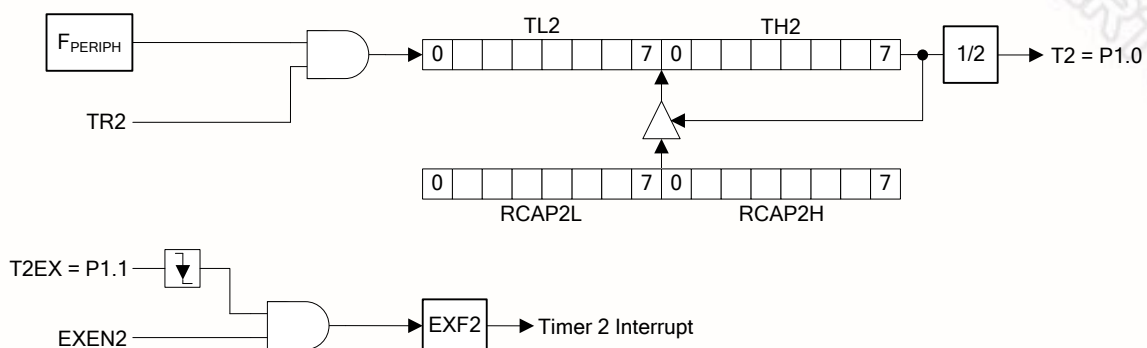 TL2 TH2
F_PERIPH 0 7 0 7 1/2 T2 = P1.0
TR2
0 7 0 7
RCAP2L RCAP2H
T2EX = P1.1
EXEN2 EXF2 Timer 2 Interrupt